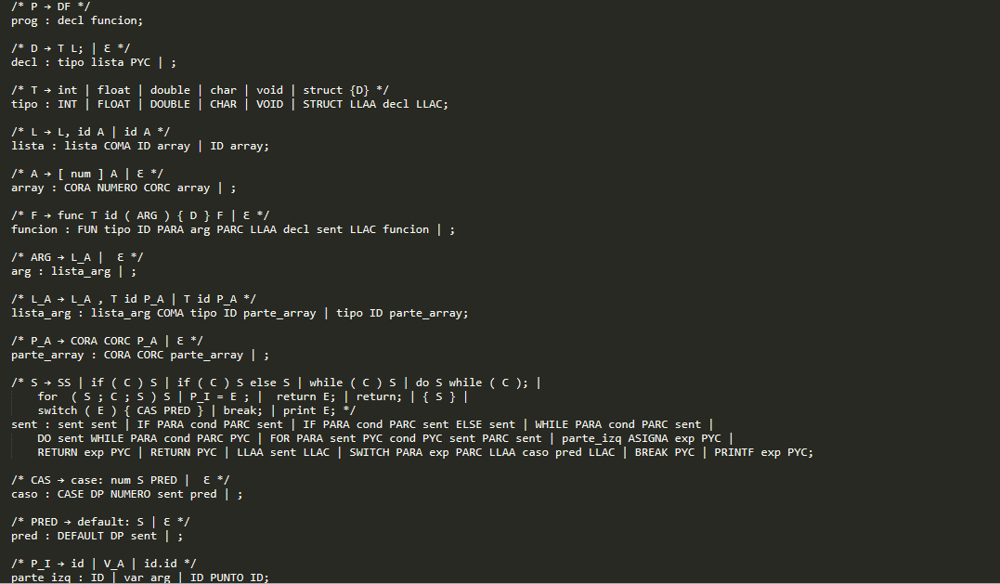 /* P → DF */
prog : decl funcion;
/* D → T L; | Ɛ */
decl : tipo lista PYC | ;
/* T → int | float | double | char | void | struct {D} */
tipo : INT | FLOAT | DOUBLE | CHAR | VOID | STRUCT LLAA decl LLAC;
/* L → L, id A | id A */
lista : lista COMA ID array | ID array;
/* A → [ num ] A | Ɛ */
array : CORA NUMERO CORC array | ;
/* F → func T id ( ARG ) { D } F | Ɛ */
funcion : FUN tipo ID PARA arg PARC LLAA decl sent LLAC funcion | ;
/* ARG → L_A |  Ɛ */
arg : lista_arg | ;
/* L_A → L_A , T id P_A | T id P_A */
lista_arg : lista_arg COMA tipo ID parte_array | tipo ID parte_array;
/* P_A → CORA CORC P_A | Ɛ */
parte_array : CORA CORC parte_array | ;
/* S → SS | if ( C ) S | if ( C ) S else S | while ( C ) S | do S while ( C ); |
for  ( S ; C ; S ) S | P_I = E ; |  return E; | return; | { S } |
switch ( E ) { CAS PRED } | break; | print E; */
sent : sent sent | IF PARA cond PARC sent | IF PARA cond PARC sent ELSE sent | WHILE PARA cond PARC sent |
DO sent WHILE PARA cond PARC PYC | FOR PARA sent PYC cond PYC sent PARC sent | parte_izq ASIGNA exp PYC |
RETURN exp PYC | RETURN PYC | LLAA sent LLAC | SWITCH PARA exp PARC LLAA caso pred LLAC | BREAK PYC | PRINTF exp PYC;
/* CAS → case: num S PRED |  Ɛ */
caso : CASE DP NUMERO sent pred | ;
/* PRED → default: S | Ɛ */
pred : DEFAULT DP sent | ;
/* P_I → id | V_A | id.id */
parte_izq : ID | var_arg | ID PUNTO ID;